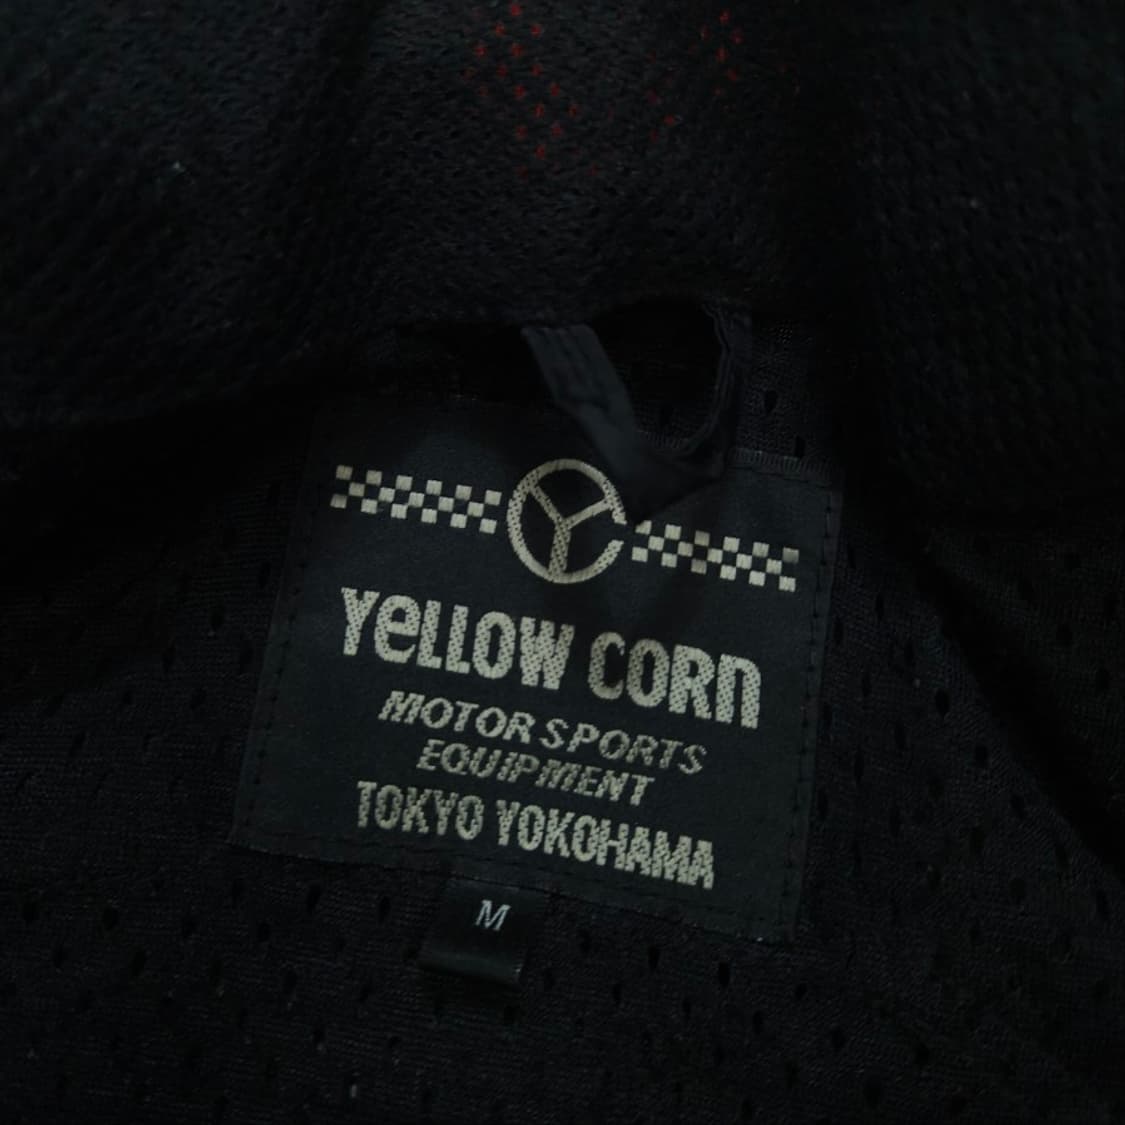 YeLLOW CORn
MOTOR SPORTS
EQUIPMENT
TOKYO YOKOHAMA
M